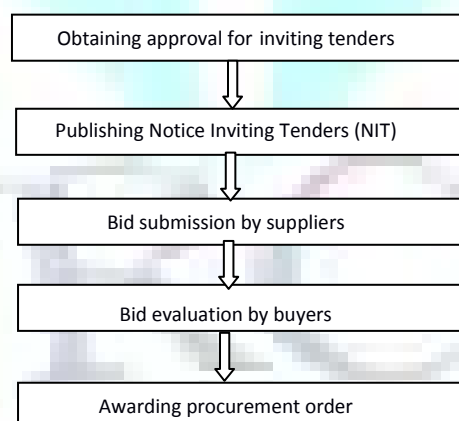 Obtaining approval for inviting tenders
Publishing Notice Inviting Tenders (NIT)
Bid submission by suppliers
Bid evaluation by buyers
Awarding procurement order